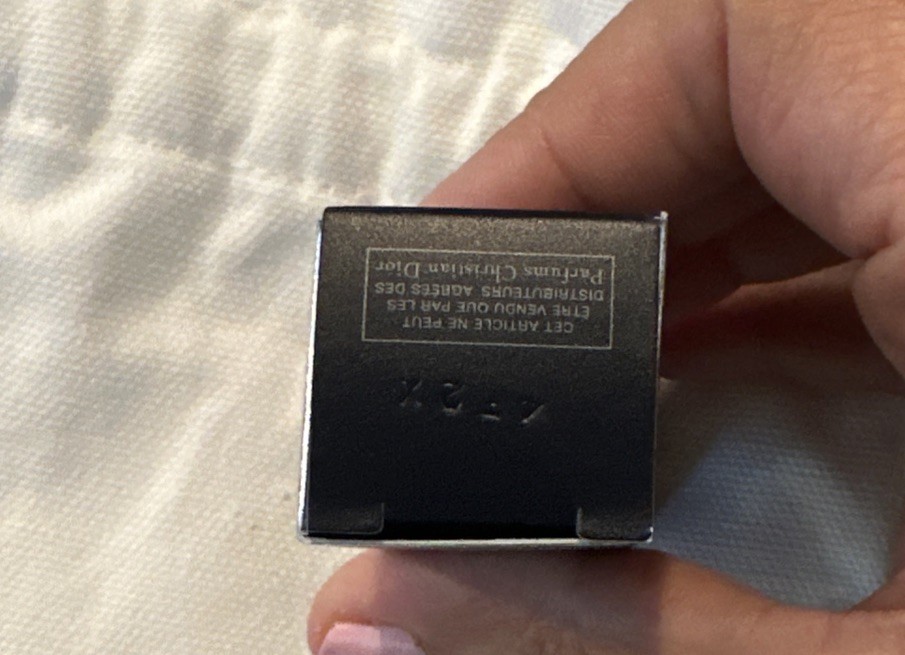 CET ARTICLE NE PEUT
ETRE VENDU QUE PAR LES
DISTRIBUTEURS AGRÉES DES
Parfums Christian Dior